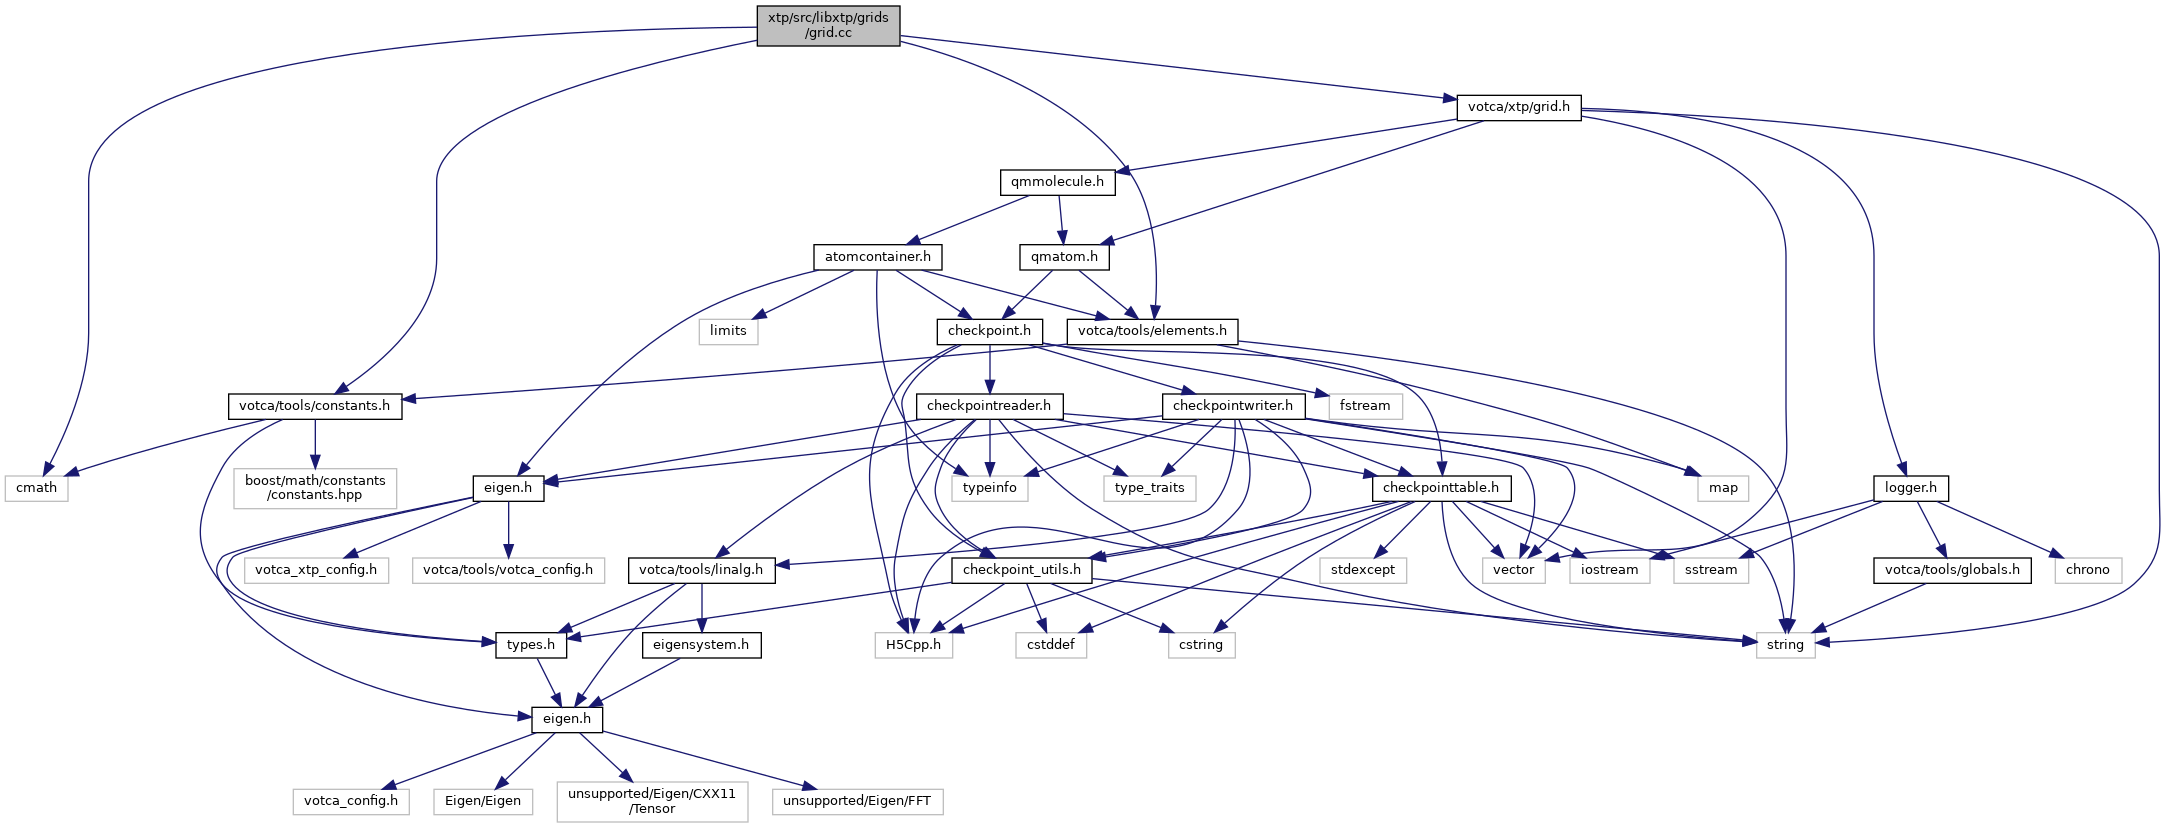 xtp/src/libxtp/grids
/grid.cc
votca/xtp/grid.h
qmmolecule.h
atomcontainer.h
qmatom.h
limits
checkpoint.h
votca/tools/elements.h
votca/tools/constants.h
checkpointreader.h
checkpointwriter.h
fstream
cmath
boost/math/constants
/constants.hpp
eigen.h
typeinfo
type_traits
checkpointtable.h
map
logger.h
votca_xtp_config.h
votca/tools/votca_config.h
votca/tools/linalg.h
checkpoint_utils.h
stdexcept
vector
iostream
sstream
votca/tools/globals.h
chrono
types.h
eigensystem.h
H5Cpp.h
cstddef
cstring
string
eigen.h
votca_config.h
Eigen/Eigen
unsupported/Eigen/CXX11
/Tensor
unsupported/Eigen/FFT